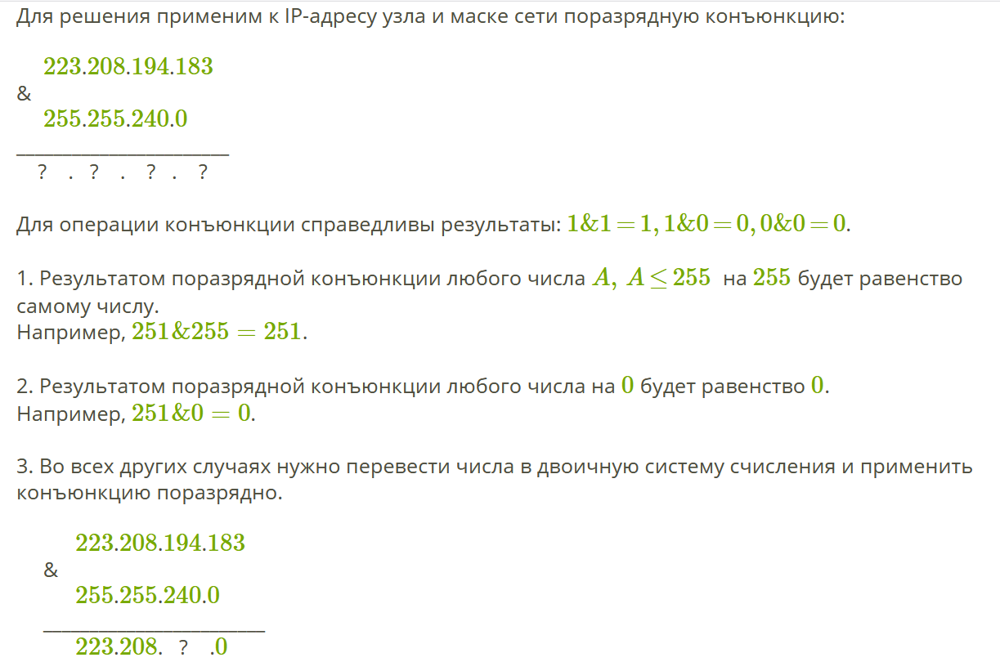 Для решения применим к IP-адресу узла и маске сети поразрядную конъюнкцию:
223.208.194.183
&
255.255.240.0
____________________
? . ? . ? . ?
Для операции конъюнкции справедливы результаты: 1&1 = 1, 1&0 = 0, 0&0 = 0.
1. Результатом поразрядной конъюнкции любого числа A, A ≤ 255 на 255 будет равенство
самому числу.
Например, 251&255 = 251.
2. Результатом поразрядной конъюнкции любого числа на 0 будет равенство 0.
Например, 251&0 = 0.
3. Во всех других случаях нужно перевести числа в двоичную систему счисления и применить
конъюнкцию поразрядно.
223.208.194.183
&
255.255.240.0
_____________________
223.208. ? .0